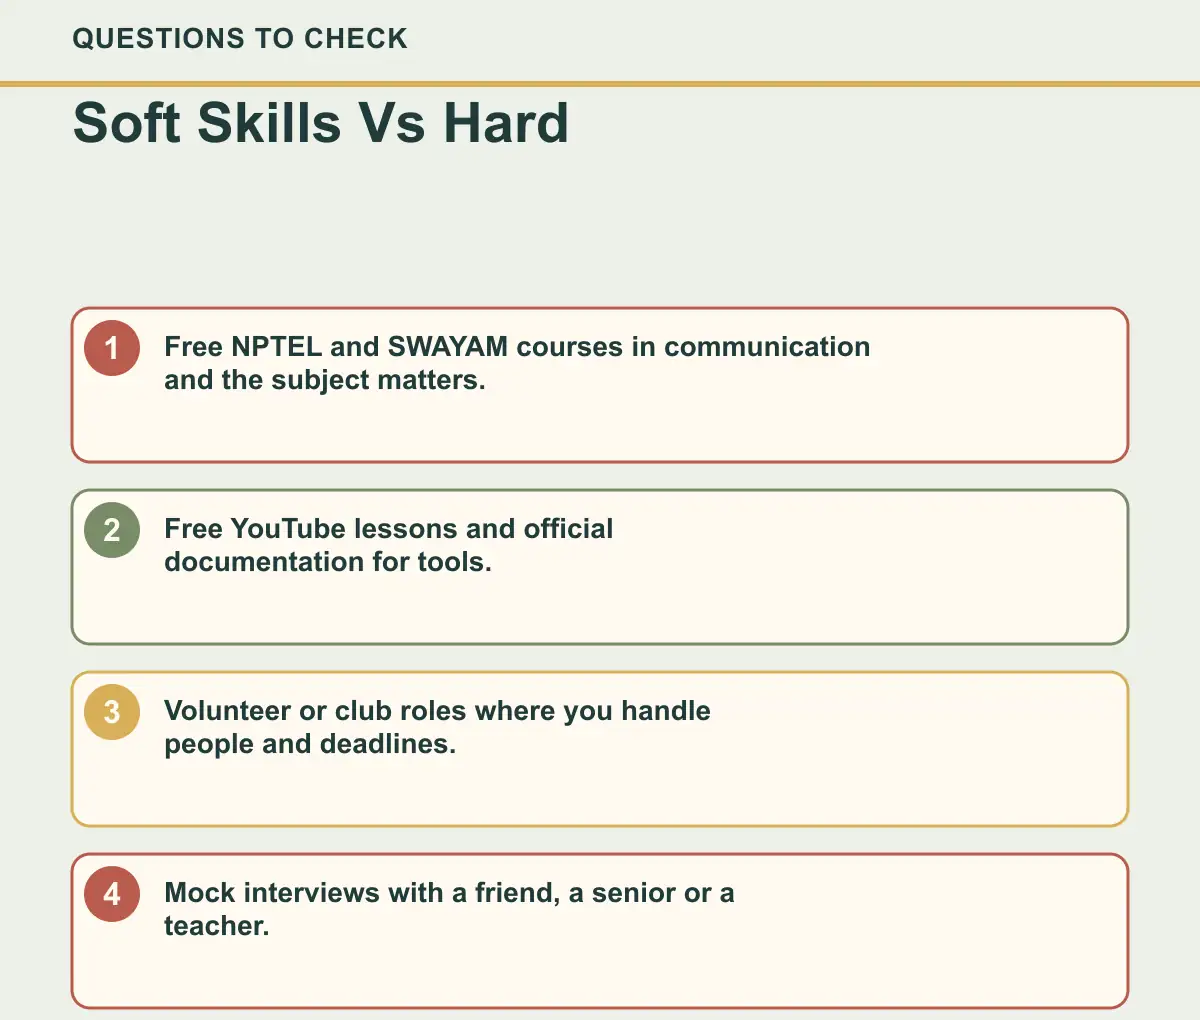 QUESTIONS TO CHECK
Soft Skills Vs Hard
1
Free NPTEL and SWAYAM courses in communication
and the subject matters.
2
Free YouTube lessons and official
documentation for tools.
3
Volunteer or club roles where you handle
people and deadlines.
4
Mock interviews with a friend, a senior or a
teacher.